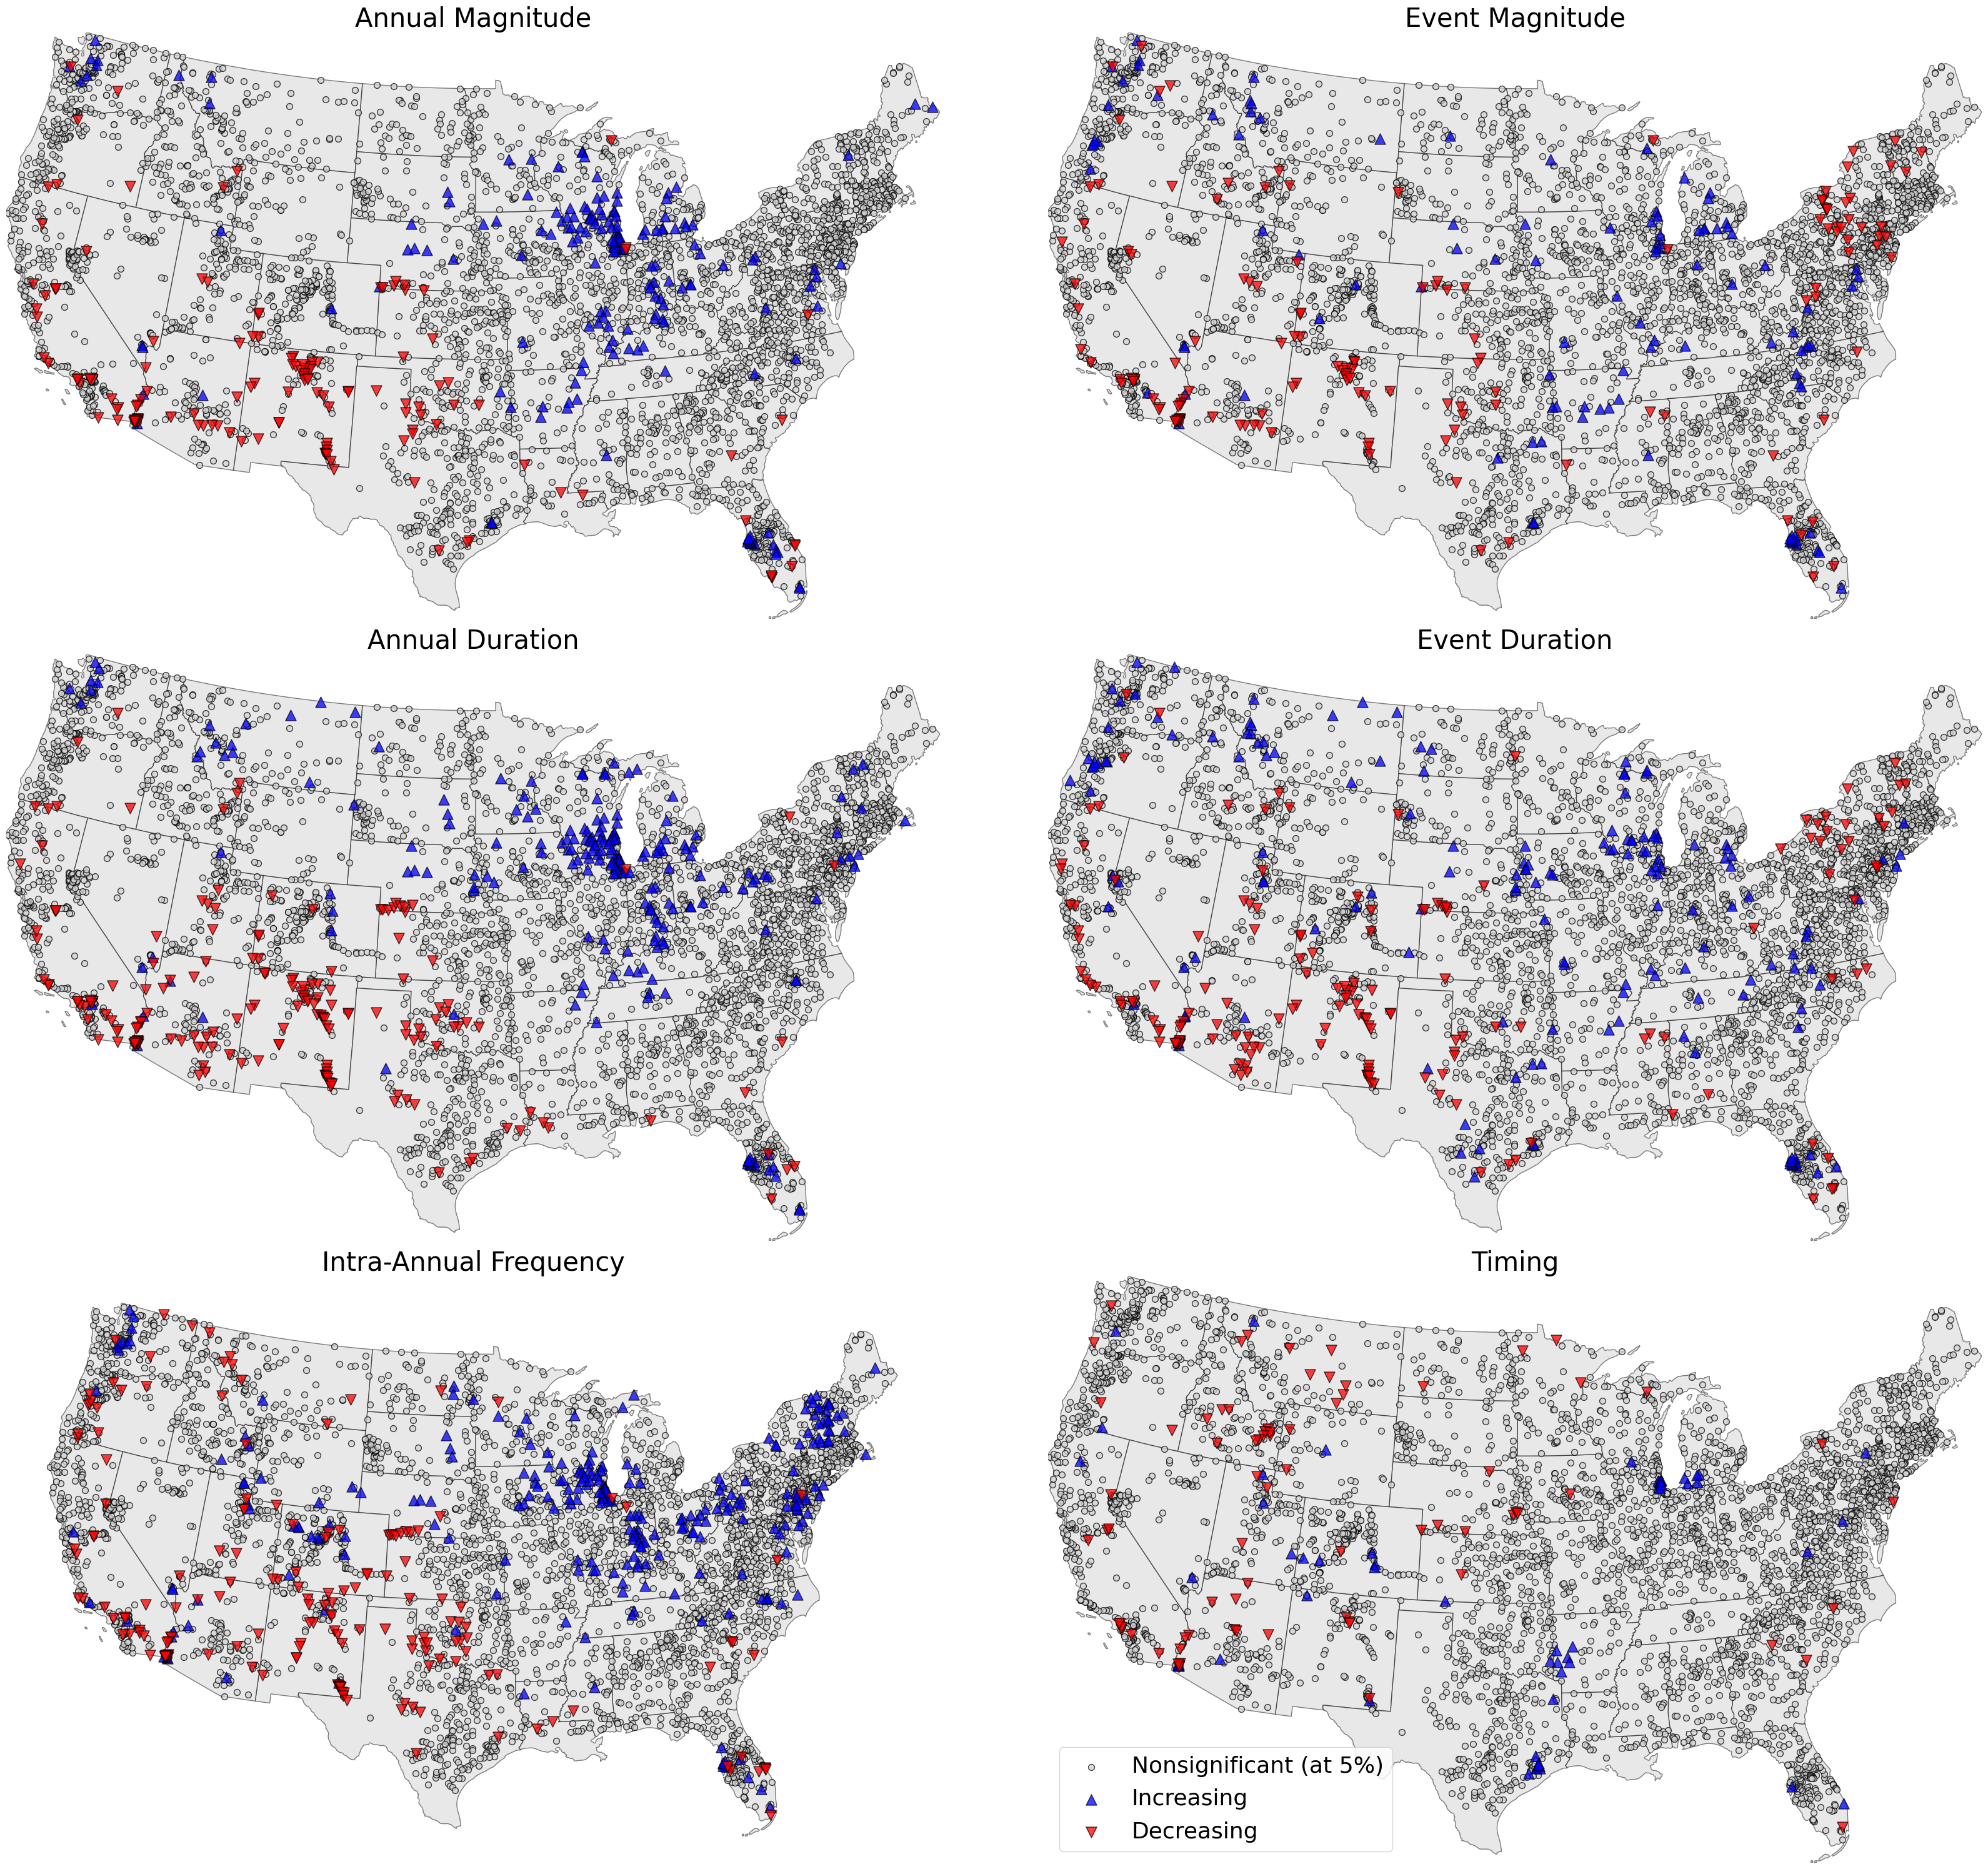 Annual Magnitude
Event Magnitude
Annual Duration
Event Duration
Intra-Annual Frequency
Timing
Nonsignificant (at 5%)
Increasing
Decreasing